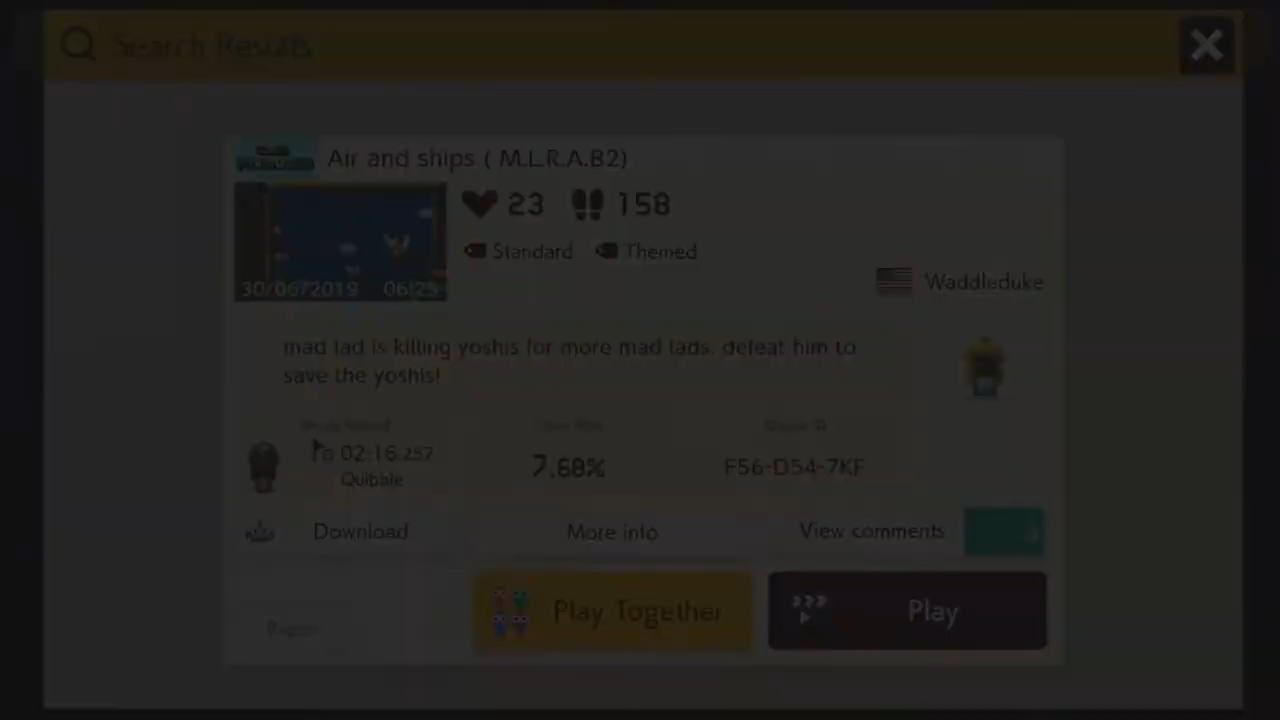 Search Results
Air and ships ( M.L.R.A.B2)
23 158
Standard Themed
30/06/2019 06:25
Waddleduke
mad lad is killing yoshis for more mad lads. defeat him to
save the yoshis!
02:16.257
Quibble
7.68%
F56-D54-7KF
Download
More info
View comments
Play Together
Play
Report